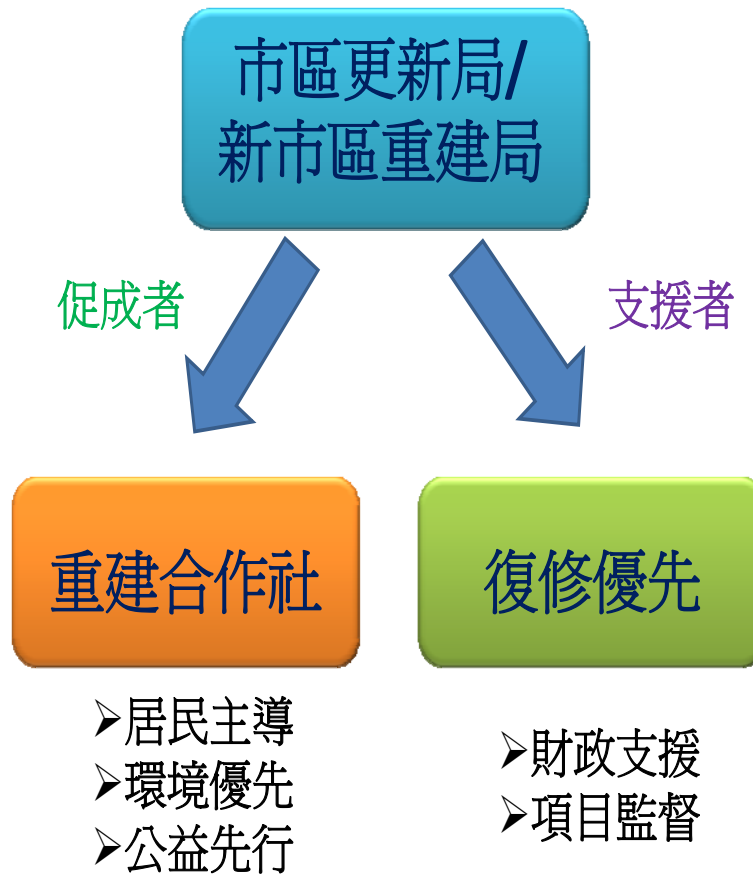 市區更新局/
新市區重建局
促成者
支援者
重建合作社
復修優先
➢居民主導
➢環境優先
➢公益先行
➢財政支援
➢項目監督